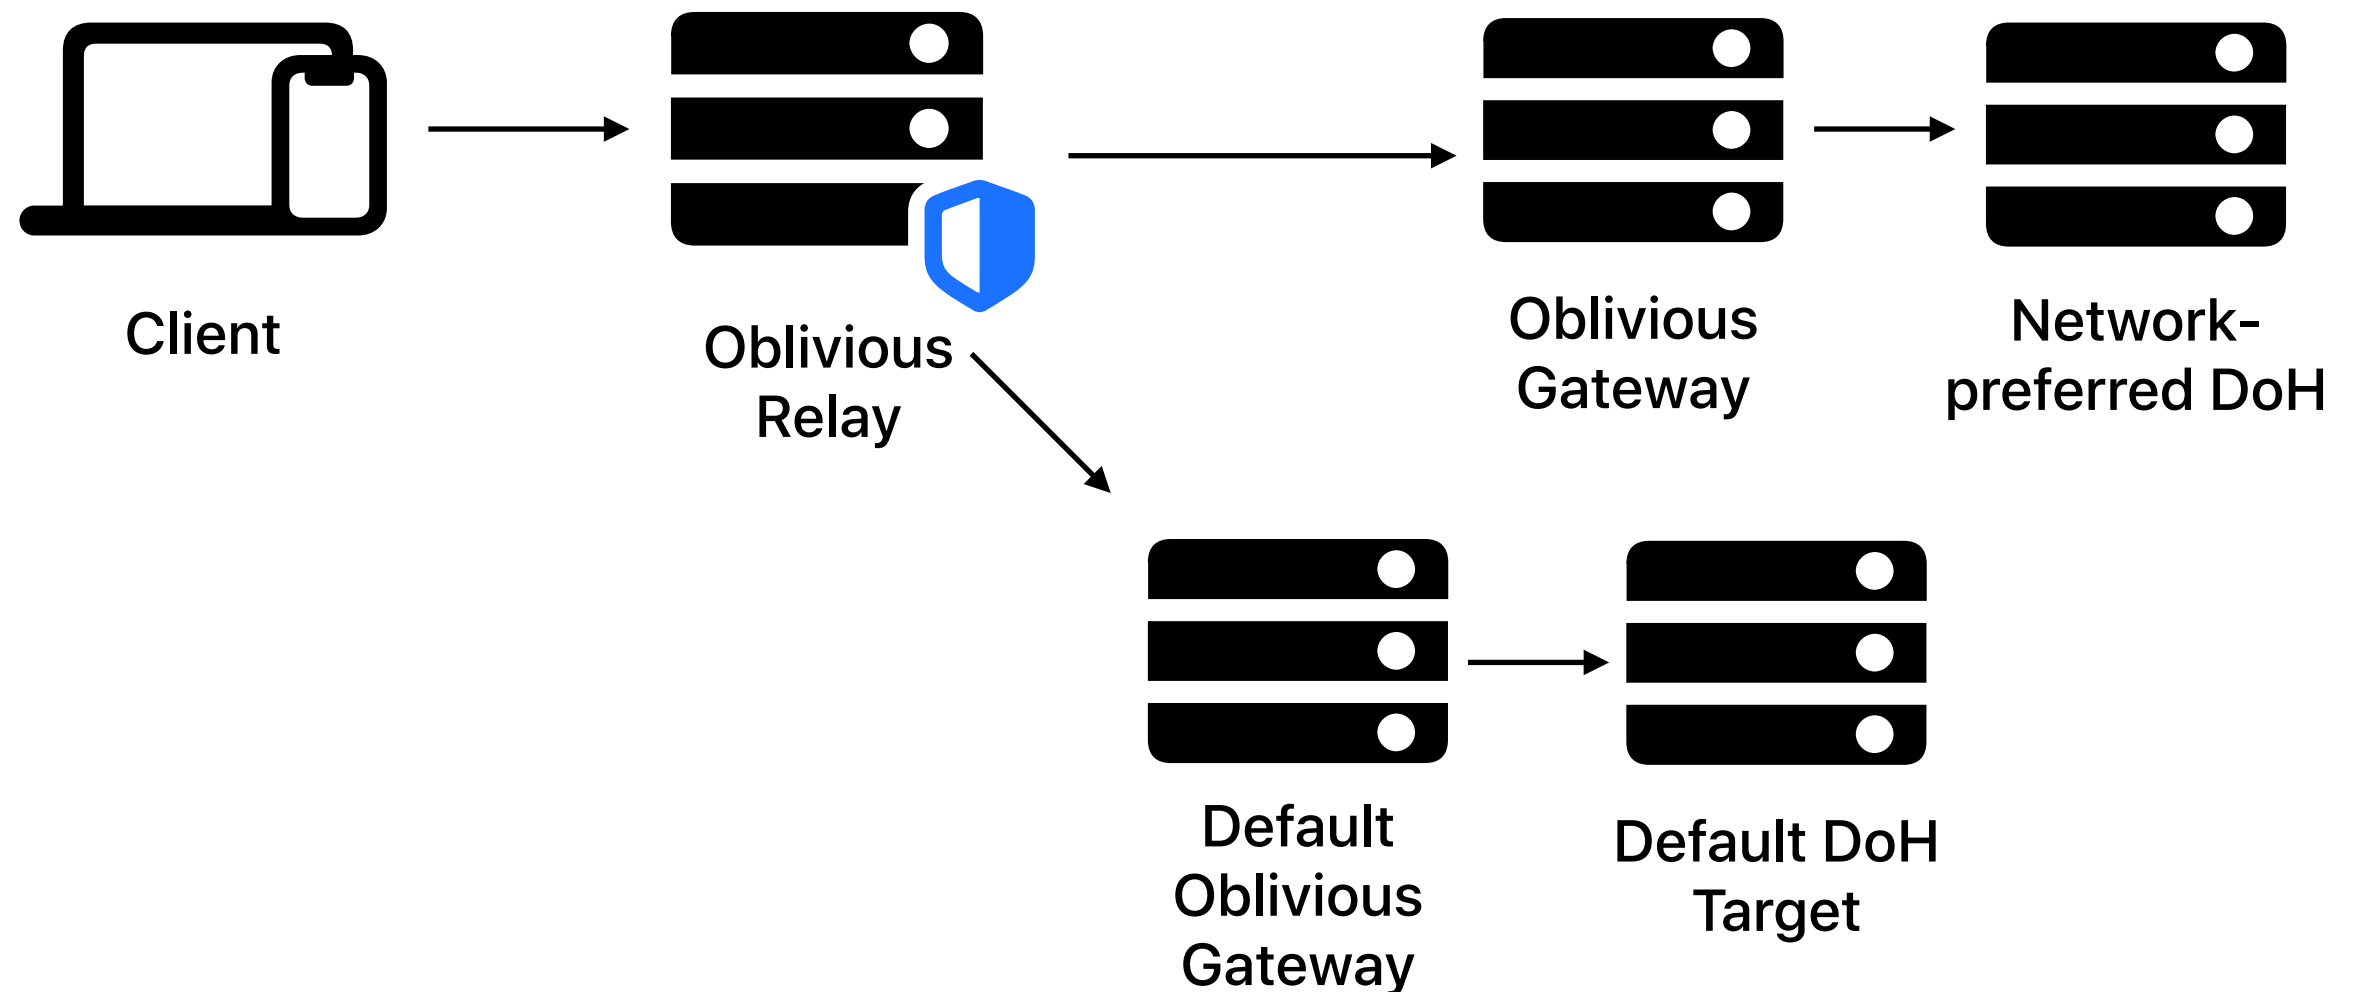 Client
Oblivious
Relay
Oblivious
Gateway
Network-
preferred DoH
Default
Oblivious
Gateway
Default DoH
Target